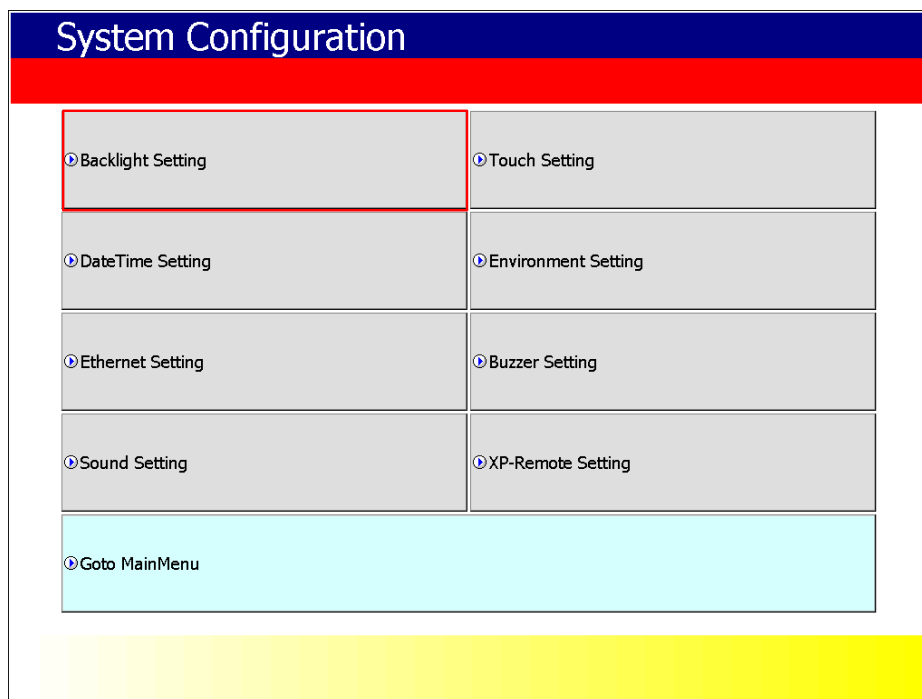 System Configuration
Backlight Setting
Touch Setting
DateTime Setting
Environment Setting
Ethernet Setting
Buzzer Setting
Sound Setting
XP-Remote Setting
Goto MainMenu